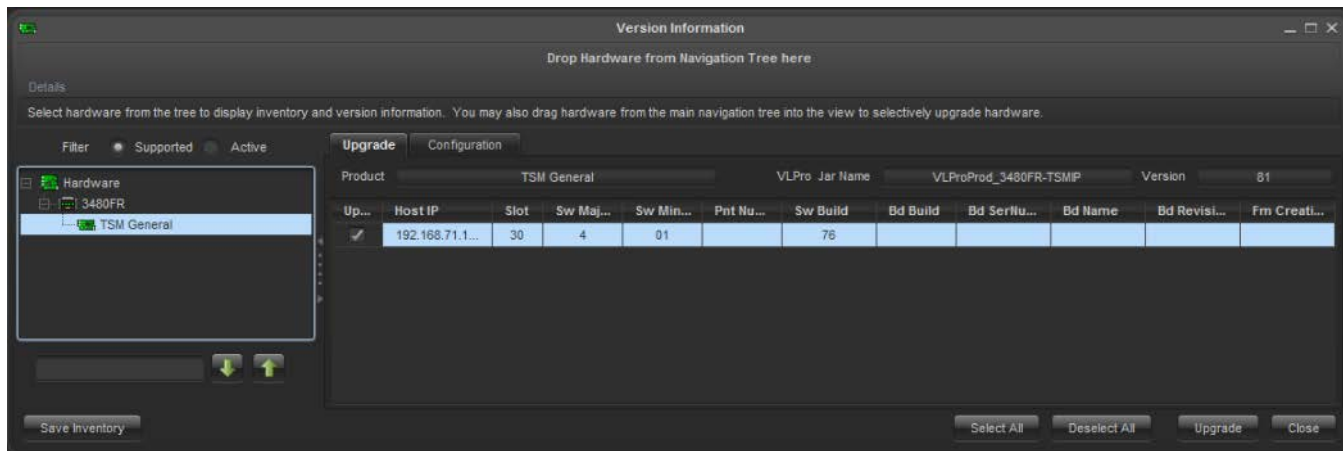 Version Information
Drop Hardware from Navigation Tree here
Details
Select hardware from the tree to display inventory and version information. You may also drag hardware from the main navigation tree into the view to selectively upgrade hardware.
Filter Supported Active
Upgrade Configuration
Hardware
3480FR
TSM General
Product TSM General VLPro Jar Name VLProProd_3480FR-TSMIP Version 81
Up... Host IP Slot Sw Maj... Sw Min... Pnt Nu... Sw Build Bd Build Bd SerNu... Bd Name Bd Revisi... Fm Creati...
192.168.71.1... 30 4 01 76
Save Inventory Select All Deselect All Upgrade Close